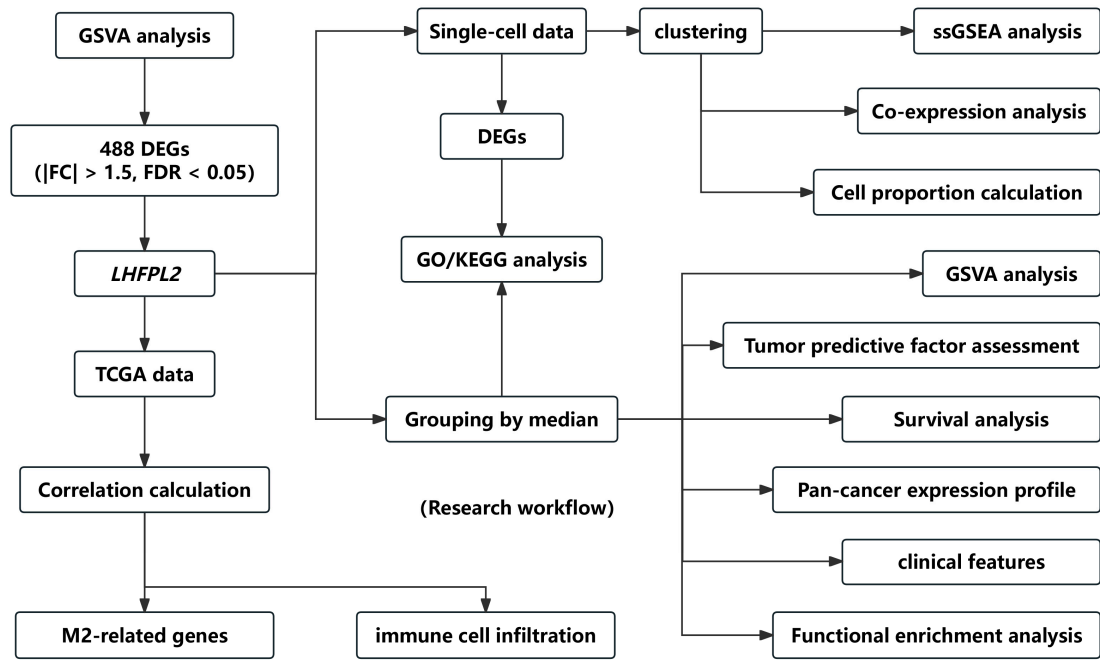 GSVA analysis
488 DEGs
(|FC| > 1.5, FDR < 0.05)
LHFPL2
TCGA data
Correlation calculation
M2-related genes
immune cell infiltration
Single-cell data
clustering
ssGSEA analysis
Co-expression analysis
Cell proportion calculation
DEGs
GO/KEGG analysis
Grouping by median
(Research workflow)
GSVA analysis
Tumor predictive factor assessment
Survival analysis
Pan-cancer expression profile
clinical features
Functional enrichment analysis